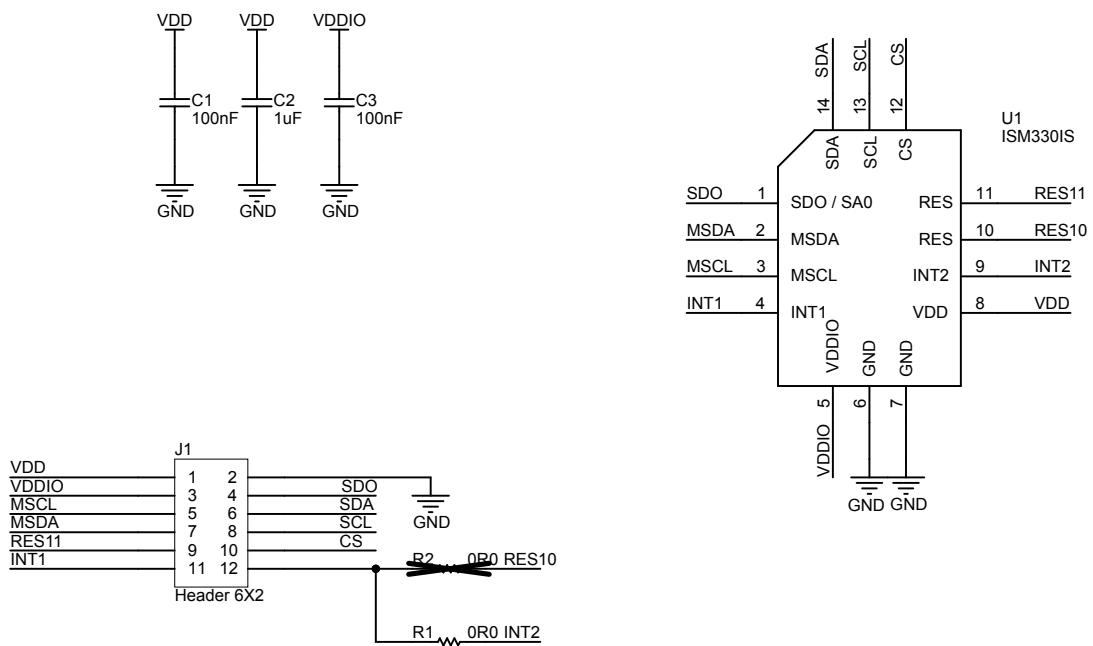 VDD VDD VDDIO
C1 C2 C3
100nF 1uF 100nF
GND GND GND
SDA SCL CS
14 13 12
U1
ISM330IS
SDA SCL CS
SDO 1 SDO / SA0 RES 11 RES11
MSDA 2 MSDA RES 10 RES10
MSCL 3 MSCL INT2 9 INT2
INT1 4 INT1 VDD 8 VDD
VDDIO GND GND
5 6 7
VDDIO
GND GND
J1
VDD 1 2
VDDIO 3 4 SDO
MSCL 5 6 SDA
MSDA 7 8 SCL
GND
RES11 9 10 CS
INT1 11 12 R2 0R0 RES10
Header 6X2
R1 0R0 INT2